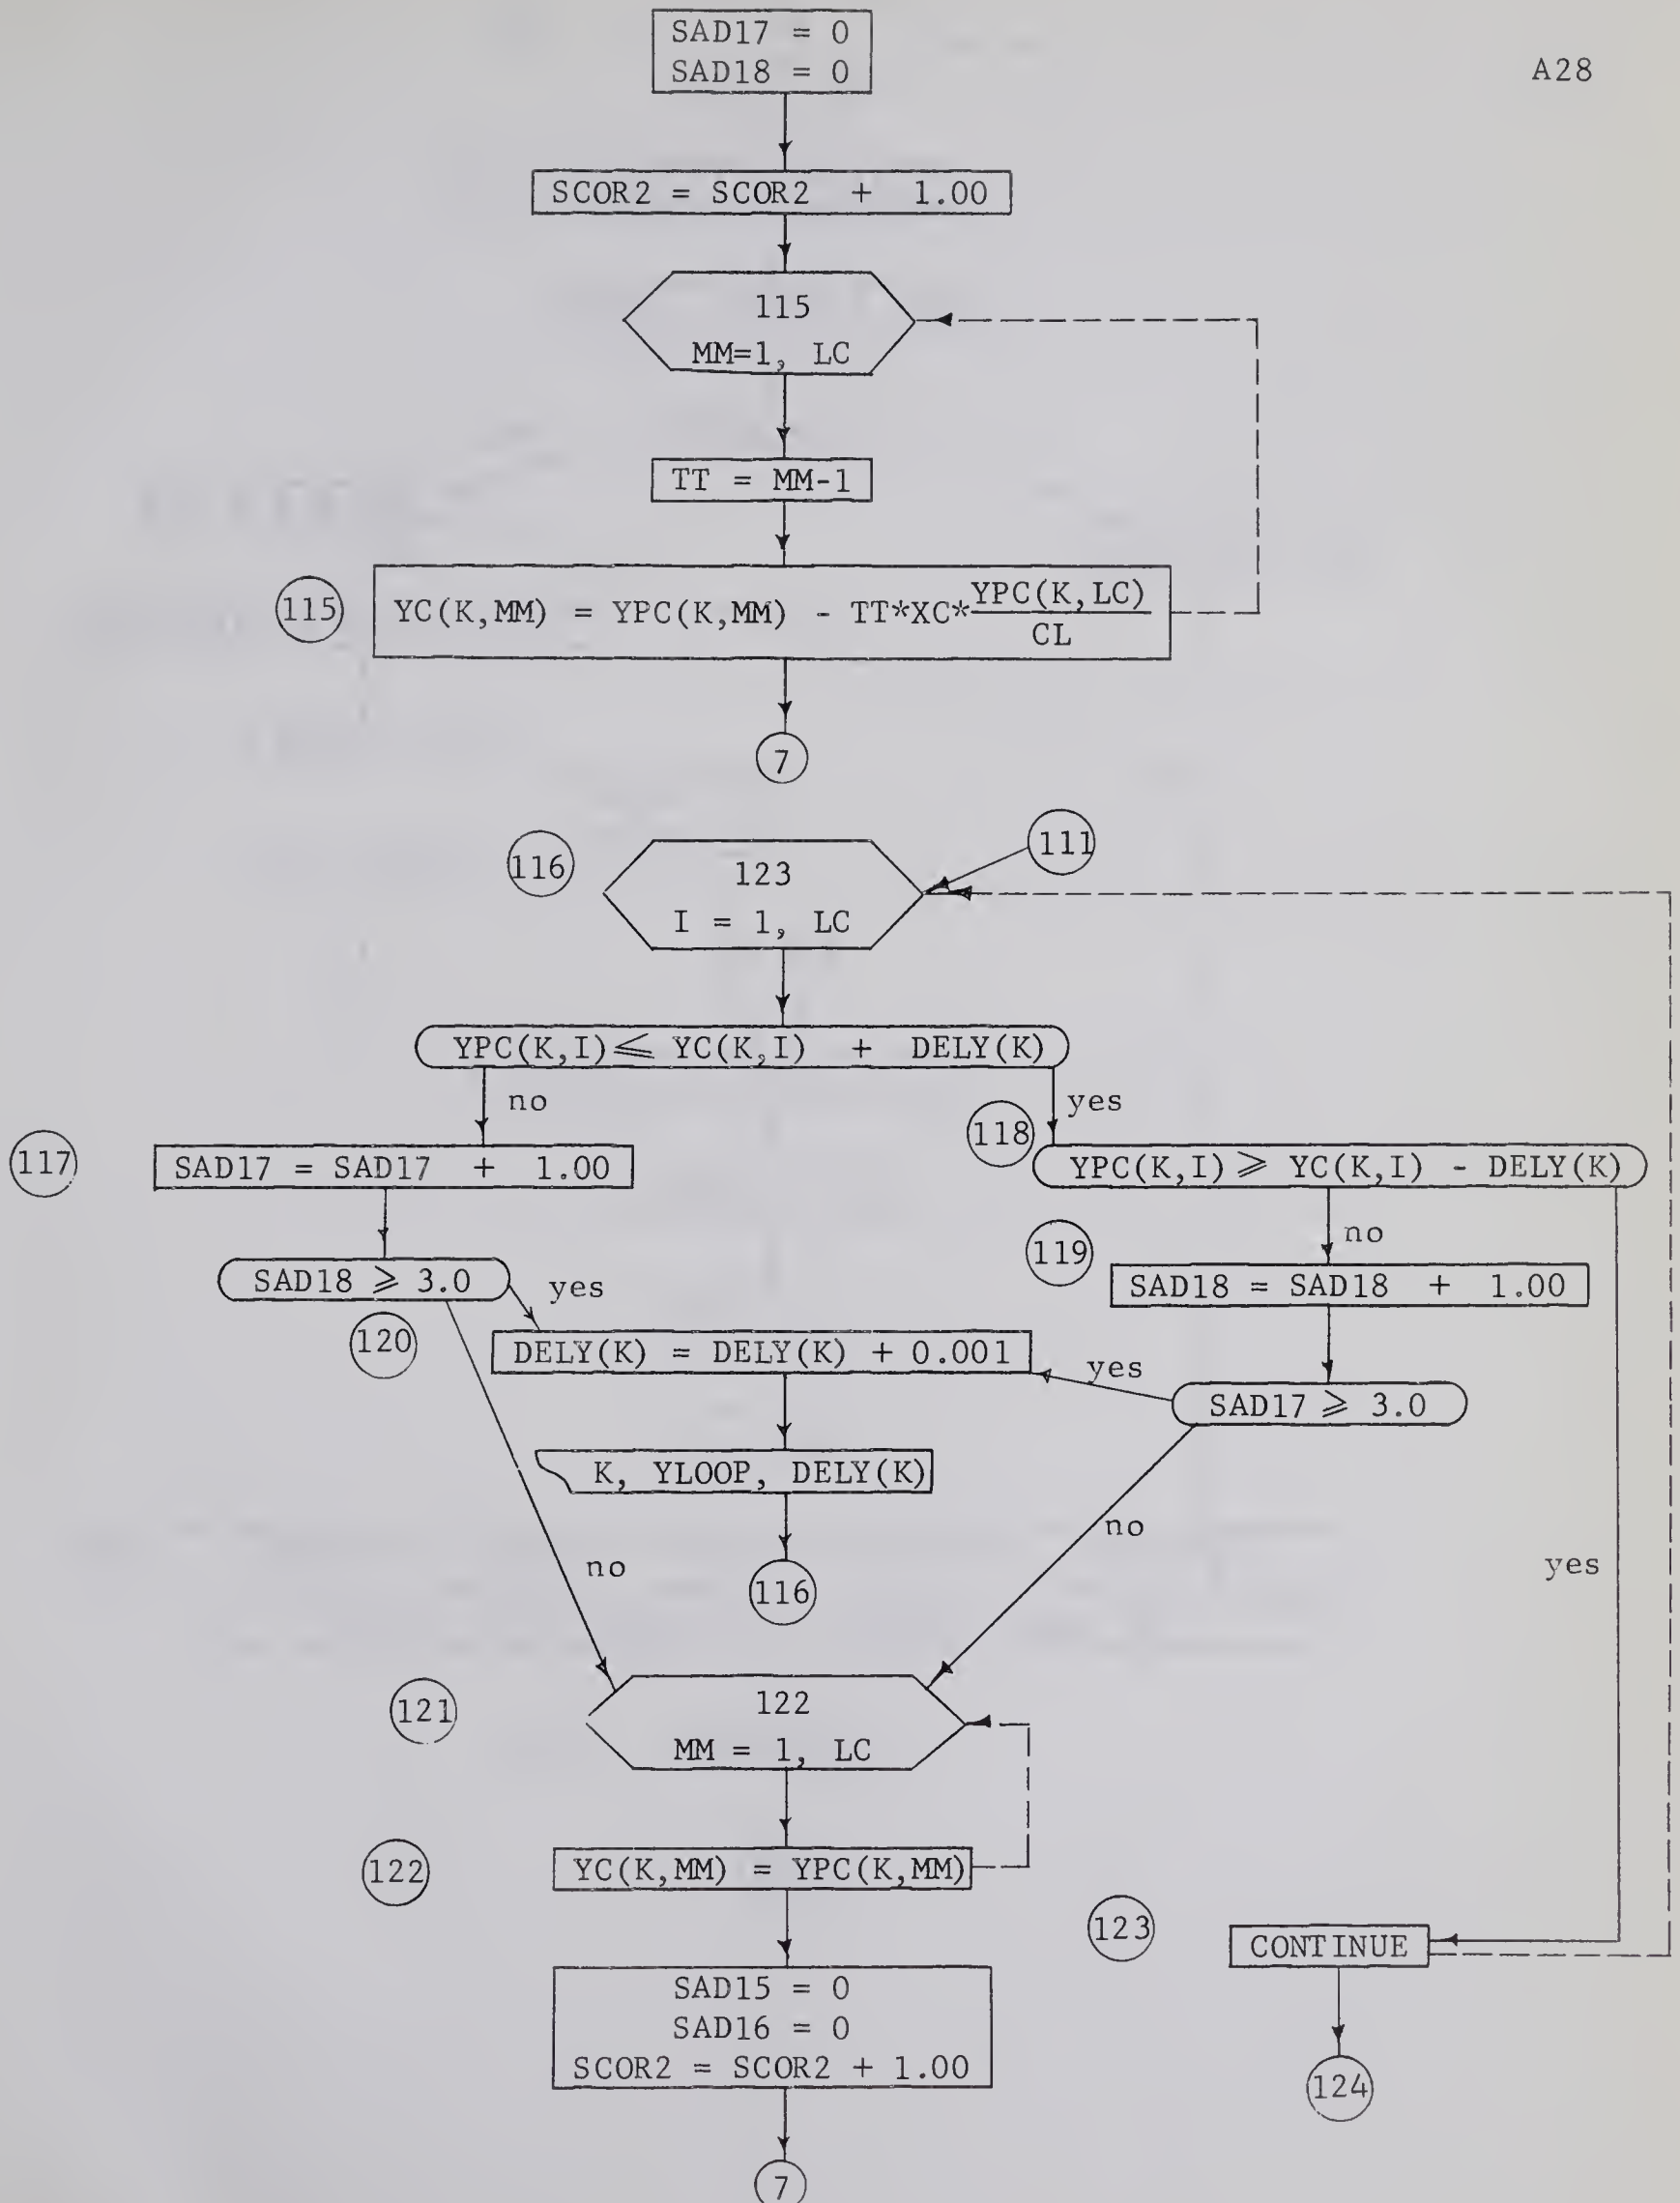 A28
SAD17 = 0
SAD18 = 0
SCOR2 = SCOR2 + 1.00
115
MM=1, LC
TT = MM-1
115
YC(K,MM) = YPC(K,MM) - TT*XC*YPC(K,LC)
CL
7
116
123
I = 1, LC
111
YPC(K,I) ⩽ YC(K,I) + DELY(K)
no
yes
117
SAD17 = SAD17 + 1.00
118
YPC(K,I) ⩾ YC(K,I) - DELY(K)
no
119
SAD18 = SAD18 + 1.00
SAD18 ⩾ 3.0
yes
120
DELY(K) = DELY(K) + 0.001
yes
SAD17 ⩾ 3.0
K, YLOOP, DELY(K)
no
no
yes
116
121
122
MM = 1, LC
122
YC(K,MM) = YPC(K,MM)
123
CONTINUE
SAD15 = 0
SAD16 = 0
SCOR2 = SCOR2 + 1.00
124
7